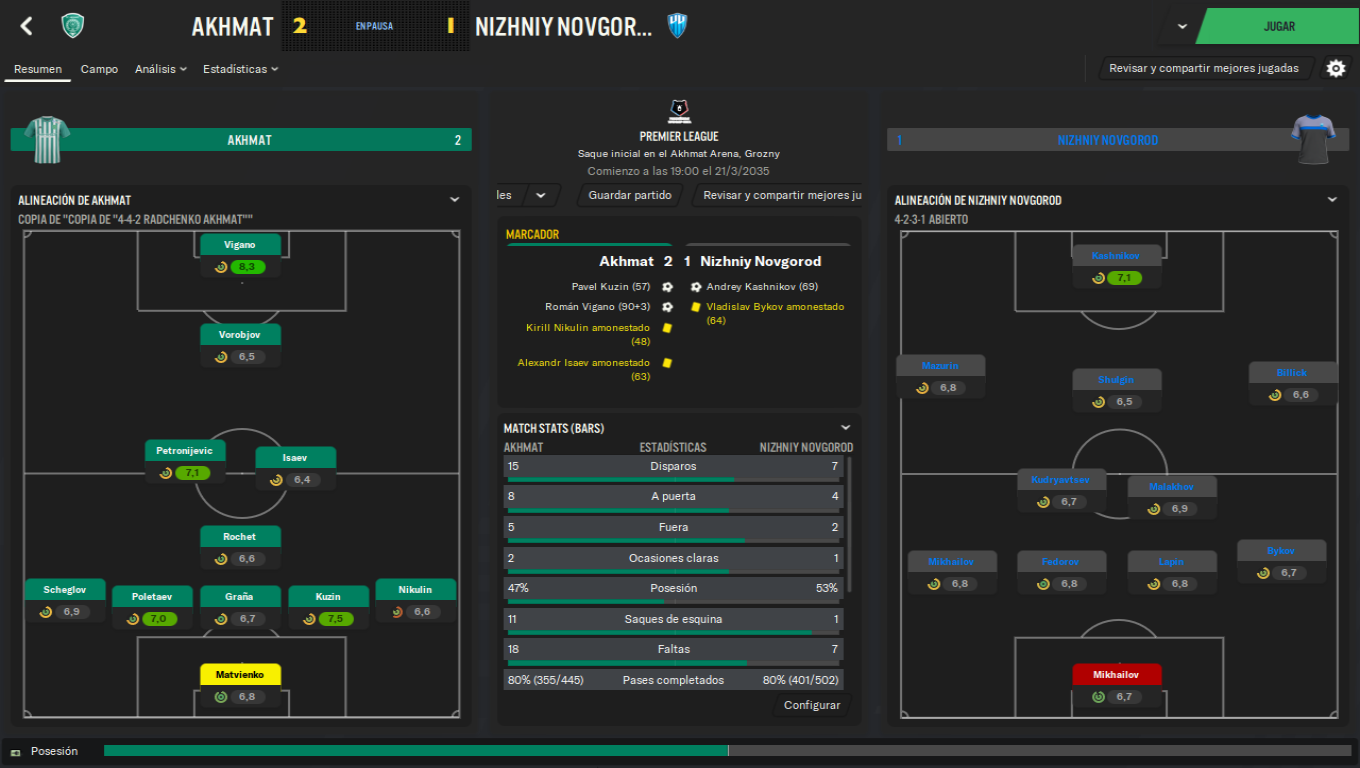 AKHMAT 2 EN PAUSA 1 NIZHNIY NOVGOR...
JUGAR
Resumen Campo Análisis Estadísticas
Revisar y compartir mejores jugadas
AKHMAT 2
PREMIER LEAGUE
Saque inicial en el Akhmat Arena, Grozny
Comienzo a las 19:00 el 21/3/2035
les Guardar partido Revisar y compartir mejores ju
1 NIZHNIY NOVGOROD
ALINEACIÓN DE AKHMAT
COPIA DE "COPIA DE "4-4-2 RADCHENKO AKHMAT""
Vigano
8,3
Vorobjov
6,5
Petronijevic
7,1
Isaev
6,4
Rochet
6,6
Scheglov
6,9
Poletaev
7,0
Graña
6,7
Kuzin
7,5
Nikulin
6,6
Matvienko
6,8
MARCADOR
Akhmat 2 1 Nizhniy Novgorod
Pavel Kuzin (57)
Román Vigano (90+3)
Kirill Nikulin amonestado
(48)
Alexandr Isaev amonestado
(63)
Andrey Kashnikov (69)
Vladislav Bykov amonestado
(64)
MATCH STATS (BARS)
AKHMAT ESTADÍSTICAS NIZHNIY NOVGOROD
15 Disparos 7
8 A puerta 4
5 Fuera 2
2 Ocasiones claras 1
47% Posesión 53%
11 Saques de esquina 1
18 Faltas 7
80% (355/445) Pases completados 80% (401/502)
Configurar
ALINEACIÓN DE NIZHNIY NOVGOROD
4-2-3-1 ABIERTO
Kashnikov
7,1
Mazurin
6,8
Shulgin
6,5
Billick
6,6
Kudryavtsev
6,7
Malakhov
6,9
Mikhailov
6,8
Fedorov
6,8
Lapin
6,8
Bykov
6,7
Mikhailov
6,7
Posesión